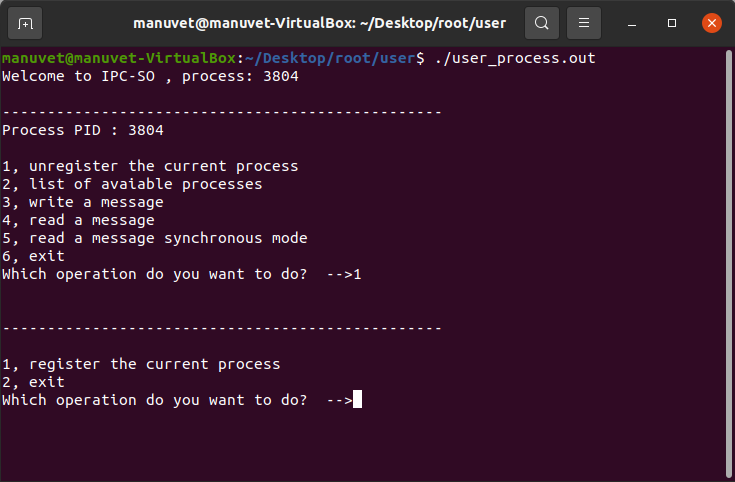 manuvet@manuvet-VirtualBox: ~/Desktop/root/user
manuvet@manuvet-VirtualBox:~/Desktop/root/user$ ./user_process.out
Welcome to IPC-SO , process: 3804
-------------------------------------------------
Process PID : 3804
1, unregister the current process
2, list of avaiable processes
3, write a message
4, read a message
5, read a message synchronous mode
6, exit
Which operation do you want to do?  -->1
-------------------------------------------------
1, register the current process
2, exit
Which operation do you want to do?  -->